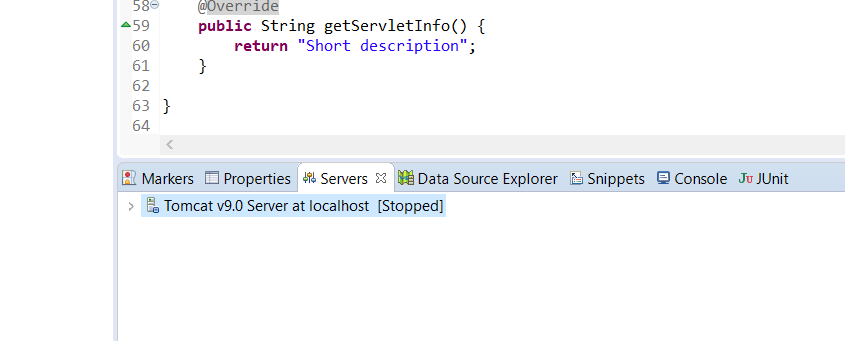 58 @Override
59 public String getServletInfo() {
60 return "Short description";
61 }
62
63 }
64
Markers Properties Servers Data Source Explorer Snippets Console JUnit
Tomcat v9.0 Server at localhost [Stopped]